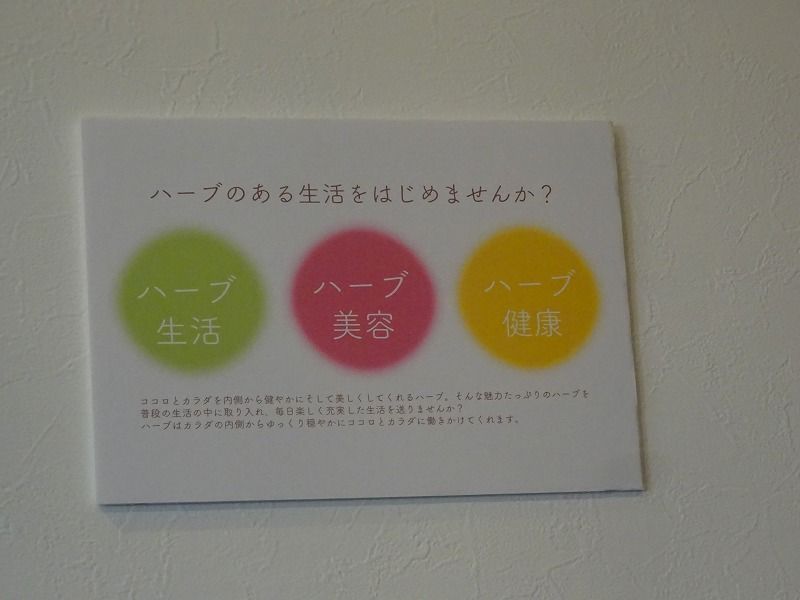 ハーブのある生活をはじめませんか？
ハーブ
生活
ハーブ
美容
ハーブ
健康
ココロとカラダを内側から健やかにそして美しくしてくれるハーブ。そんな魅力たっぷりのハーブを
普段の生活の中に取り入れ、毎日楽しく充実した生活を送りませんか？
ハーブはカラダの内側からゆっくり穏やかにココロとカラダに働きかけてくれます。